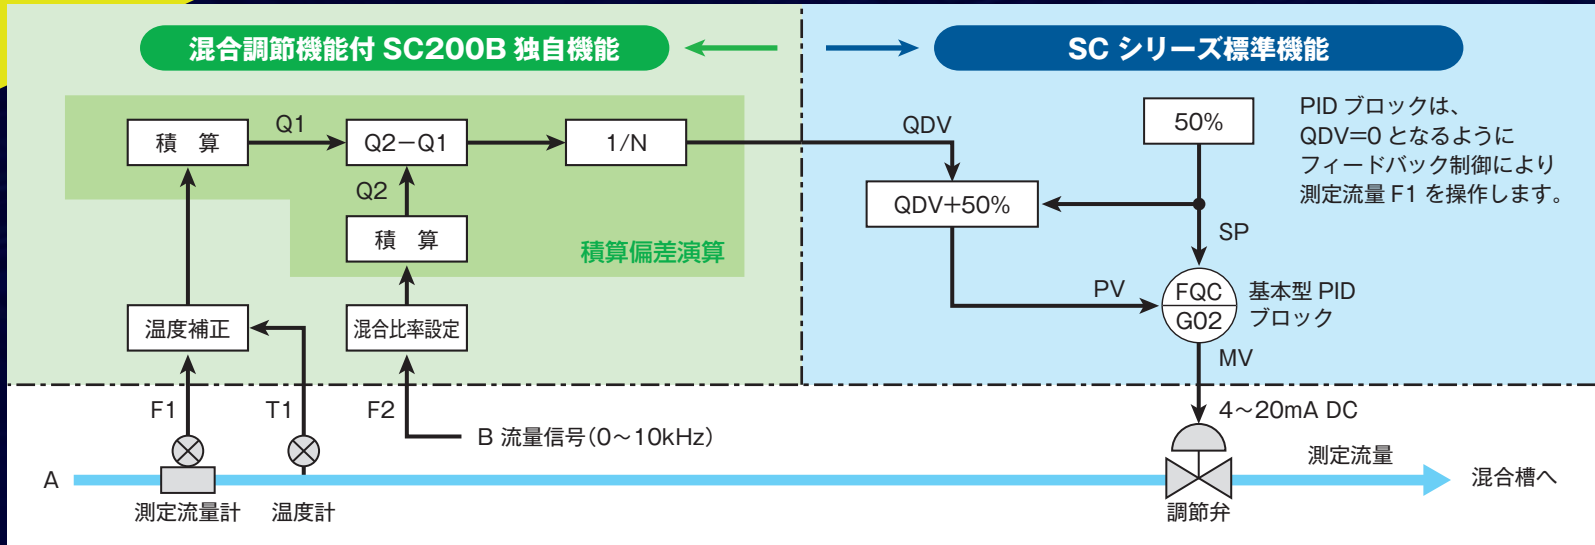 混合調節機能付 SC200B 独自機能
SC シリーズ標準機能
積 算
Q1
Q2−Q1
1/N
QDV
50%
PID ブロックは、
QDV=0 となるように
フィードバック制御により
測定流量 F1 を操作します。
Q2
QDV+50%
積 算
積算偏差演算
SP
PV
FQC
G02
基本型 PID
ブロック
温度補正
混合比率設定
MV
F1
T1
F2
4〜20mA DC
B 流量信号(0〜10kHz)
測定流量
A
混合槽へ
測定流量計
温度計
調節弁